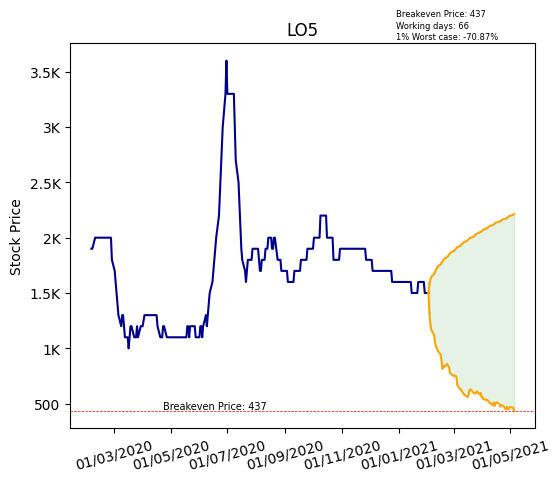 Breakeven Price: 437
Working days: 66
1% Worst case: -70.87%
LO5
Stock Price
3.5K
3K
2.5K
2K
1.5K
1K
500
Breakeven Price: 437
01/03/2020
01/05/2020
01/07/2020
01/09/2020
01/11/2020
01/01/2021
01/03/2021
01/05/2021